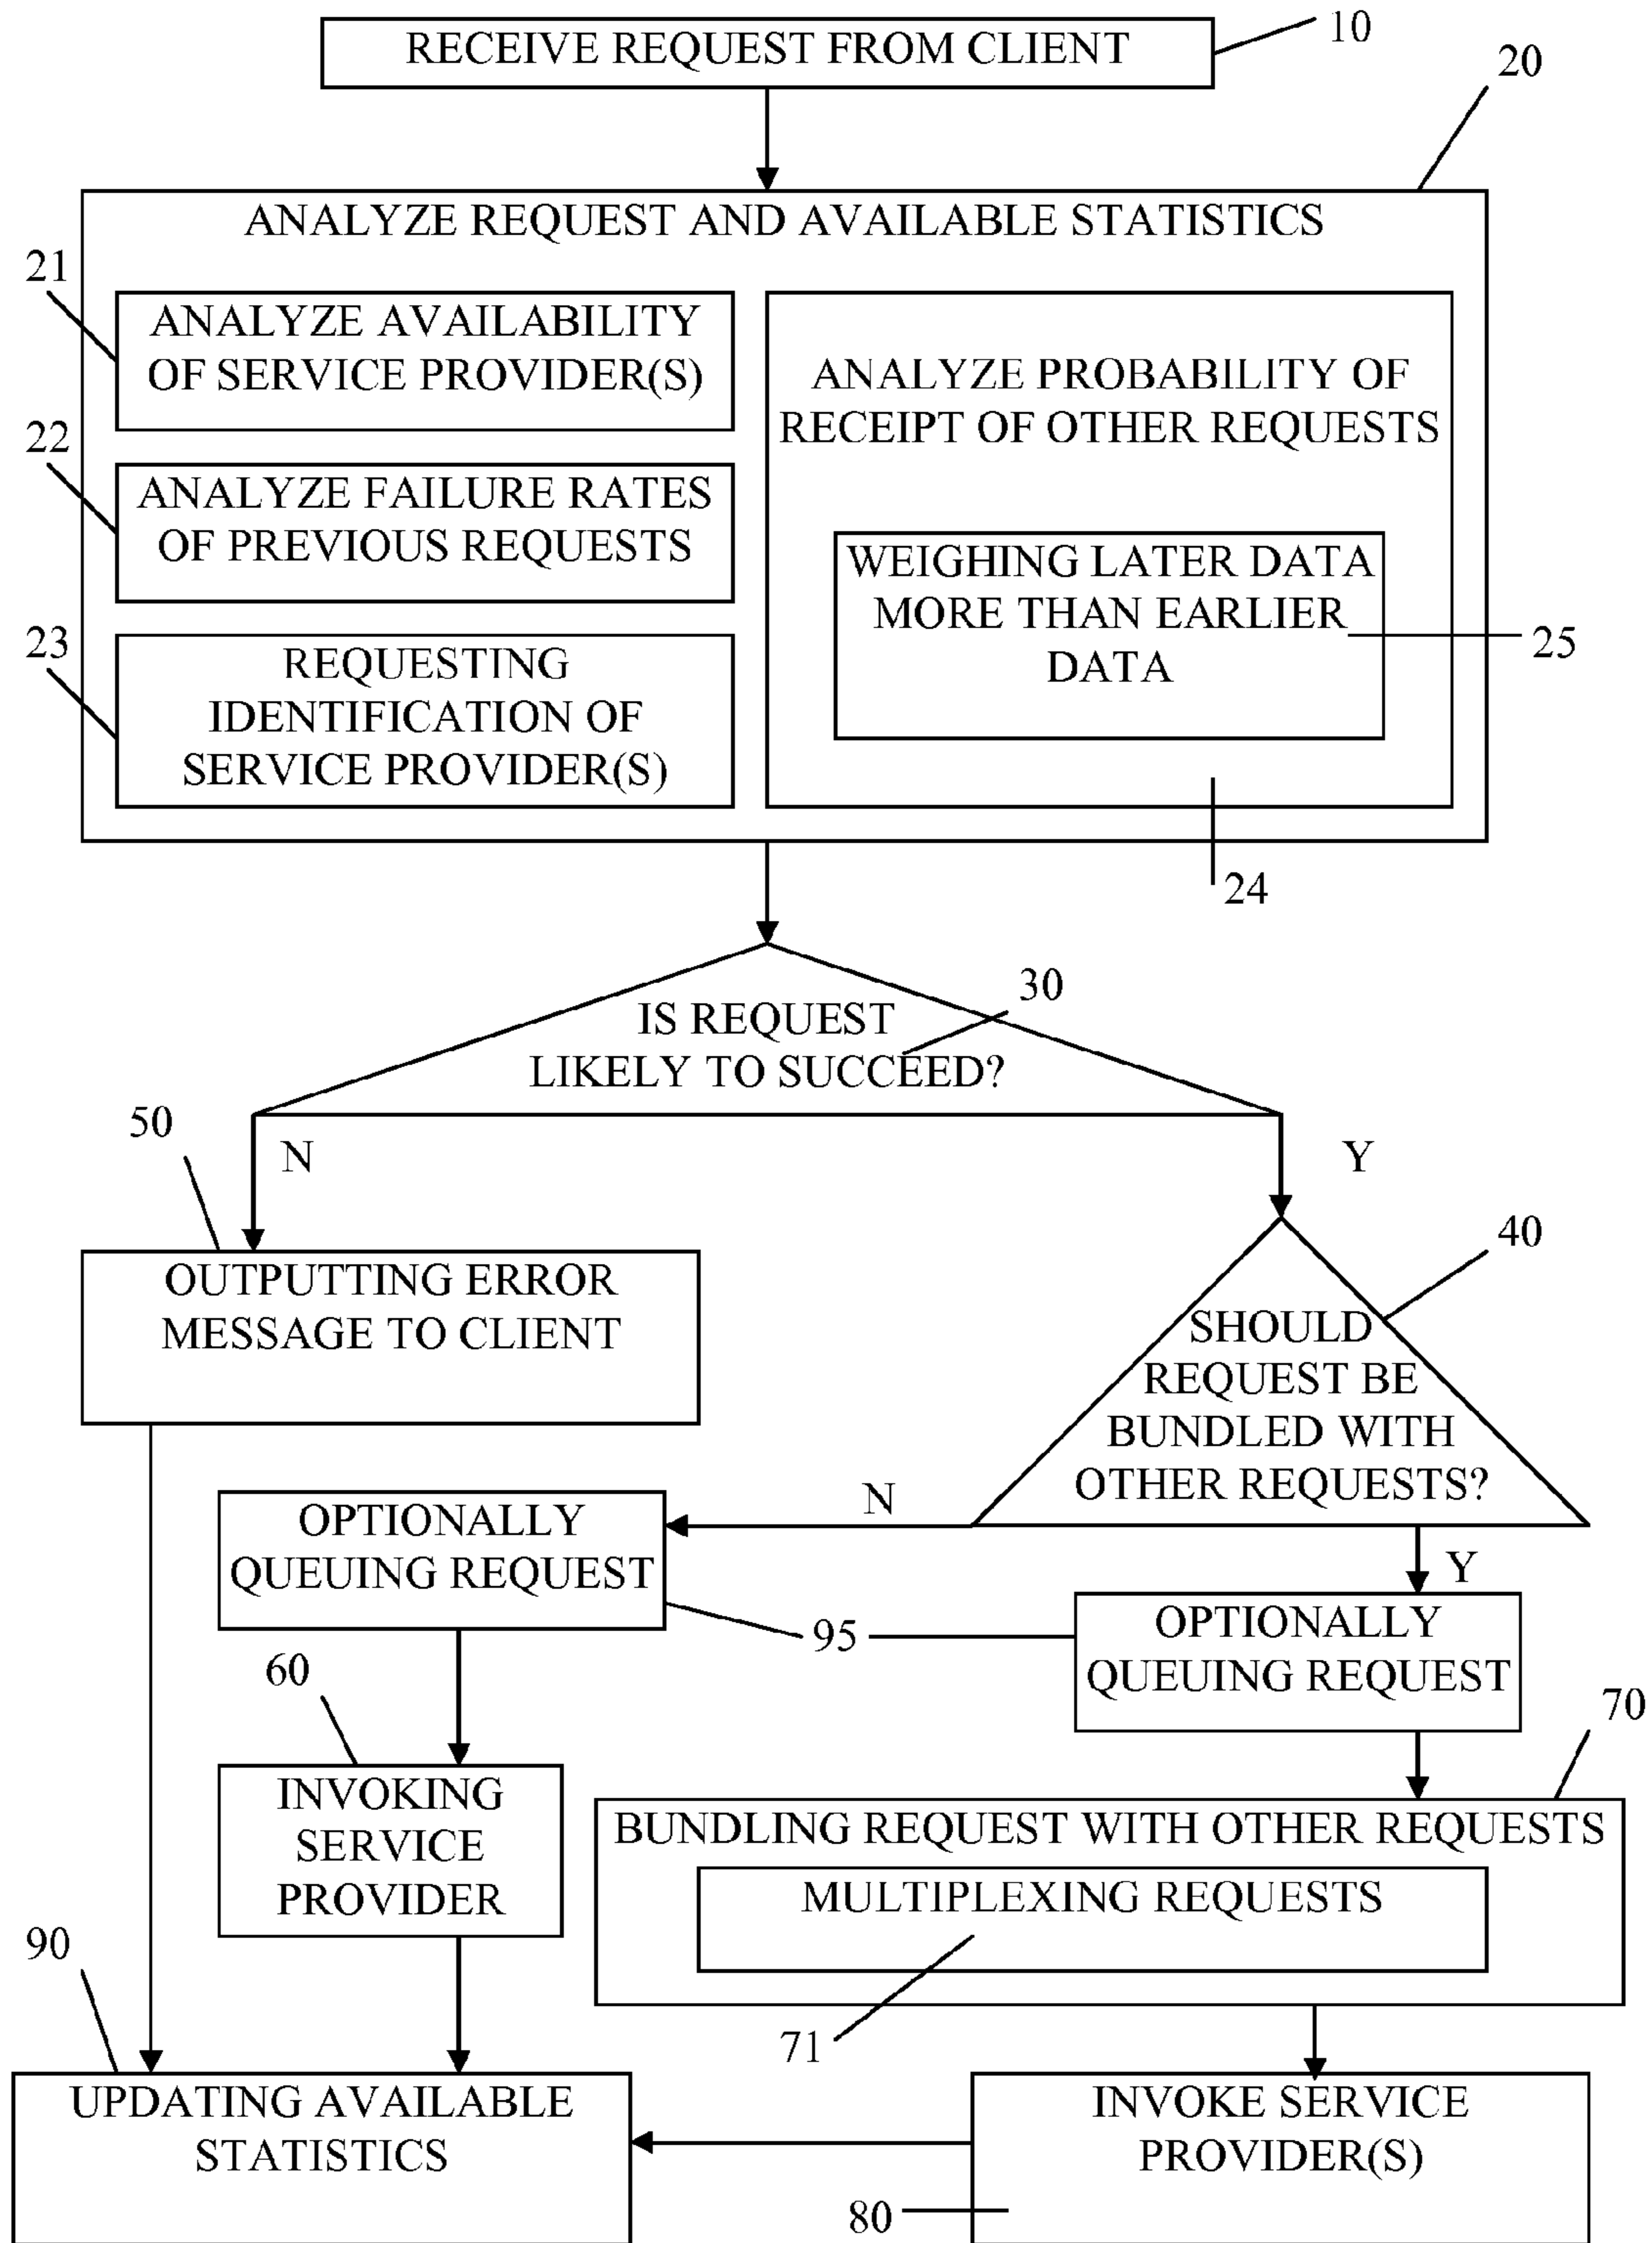 RECEIVE REQUEST FROM CLIENT
10
20
ANALYZE REQUEST AND AVAILABLE STATISTICS
21
ANALYZE AVAILABILITY
OF SERVICE PROVIDER(S)
22
ANALYZE FAILURE RATES
OF PREVIOUS REQUESTS
23
REQUESTING
IDENTIFICATION OF
SERVICE PROVIDER(S)
ANALYZE PROBABILITY OF
RECEIPT OF OTHER REQUESTS
WEIGHING LATER DATA
MORE THAN EARLIER
DATA
25
24
30
IS REQUEST
LIKELY TO SUCCEED?
50
N
Y
OUTPUTTING ERROR
MESSAGE TO CLIENT
40
SHOULD
REQUEST BE
BUNDLED WITH
OTHER REQUESTS?
N
Y
OPTIONALLY
QUEUING REQUEST
95
OPTIONALLY
QUEUING REQUEST
60
INVOKING
SERVICE
PROVIDER
70
BUNDLING REQUEST WITH OTHER REQUESTS
MULTIPLEXING REQUESTS
71
90
UPDATING AVAILABLE
STATISTICS
INVOKE SERVICE
PROVIDER(S)
80